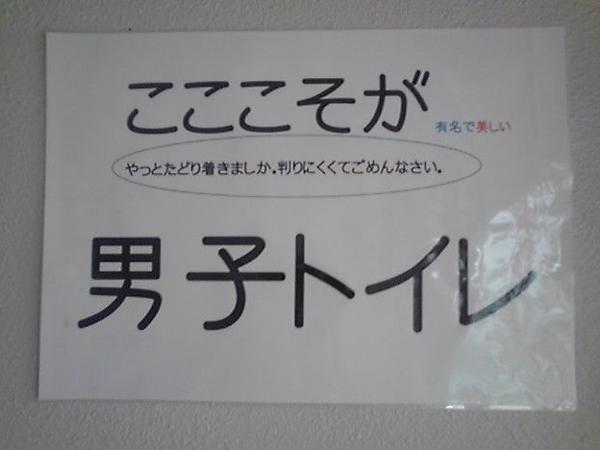 こここそが
有名で美しい
やっとたどり着きましか。判りにくくてごめんなさい。
男子トイレ